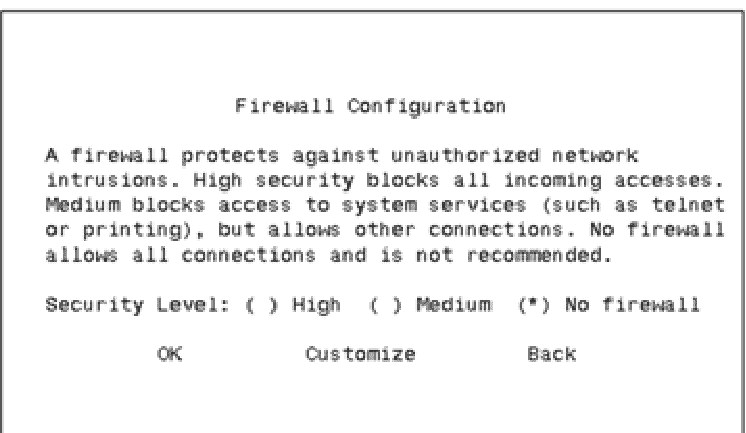 Firewall Configuration
A firewall protects against unauthorized network
intrusions. High security blocks all incoming accesses.
Medium blocks access to system services (such as telnet
or printing), but allows other connections. No firewall
allows all connections and is not recommended.
Security Level: ( ) High ( ) Medium (*) No firewall
OK Customize Back